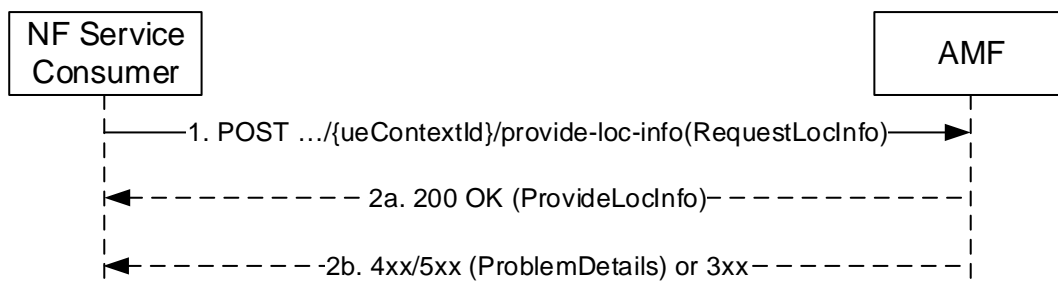 NF Service
Consumer
AMF
1. POST …/{ueContextId}/provide-loc-info(RequestLocInfo)
2a. 200 OK (ProvideLocInfo)
2b. 4xx/5xx (ProblemDetails) or 3xx